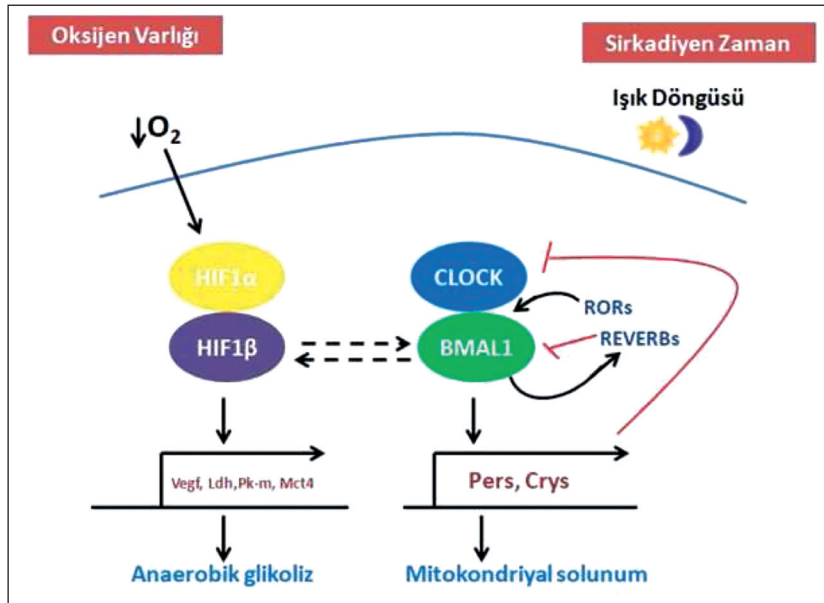 Oksijen Varlığı
Sirkadiyen Zaman
Işık Döngüsü
↓O₂
HIF1α
CLOCK
RORs
HIF1β
BMAL1
REVERBs
Vegf, Ldh,Pk-m, Mct4
Pers, Crys
Anaerobik glikoliz
Mitokondriyal solunum